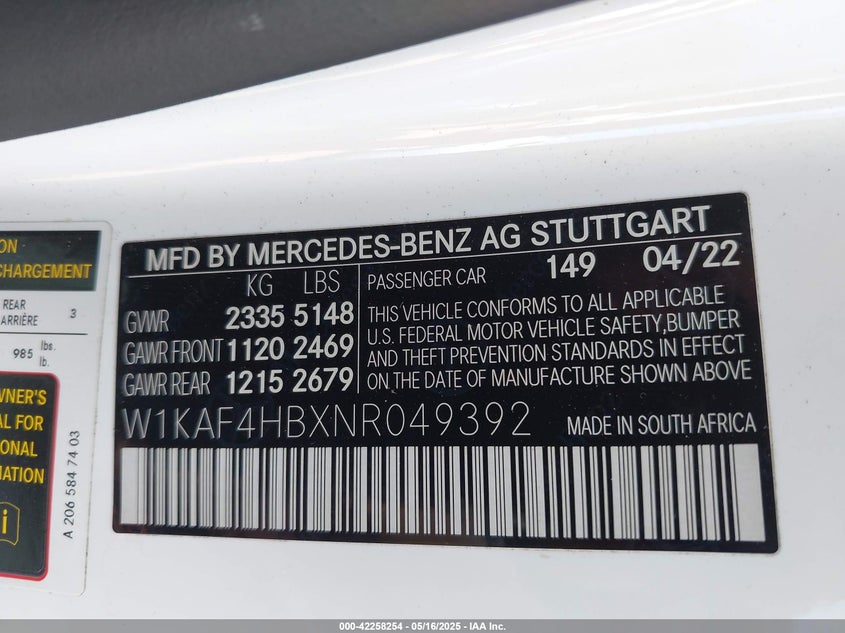 ON
CHARGEMENT
REAR
ARRIÈRE 3
985 lbs.
lb.
OWNER'S
AL FOR
TIONAL
MATION
i
A 206 584 74 03
MFD BY MERCEDES-BENZ AG STUTTGART
KG LBS
GVWR 2335 5148
GAWR FRONT 1120 2469
GAWR REAR 1215 2679
PASSENGER CAR 149 04/22
THIS VEHICLE CONFORMS TO ALL APPLICABLE
U.S. FEDERAL MOTOR VEHICLE SAFETY,BUMPER
AND THEFT PREVENTION STANDARDS IN EFFECT
ON THE DATE OF MANUFACTURE SHOWN ABOVE
W1KAF4HBXNR049392 MADE IN SOUTH AFRICA
000-42258254 - 05/16/2025 - IAA Inc.